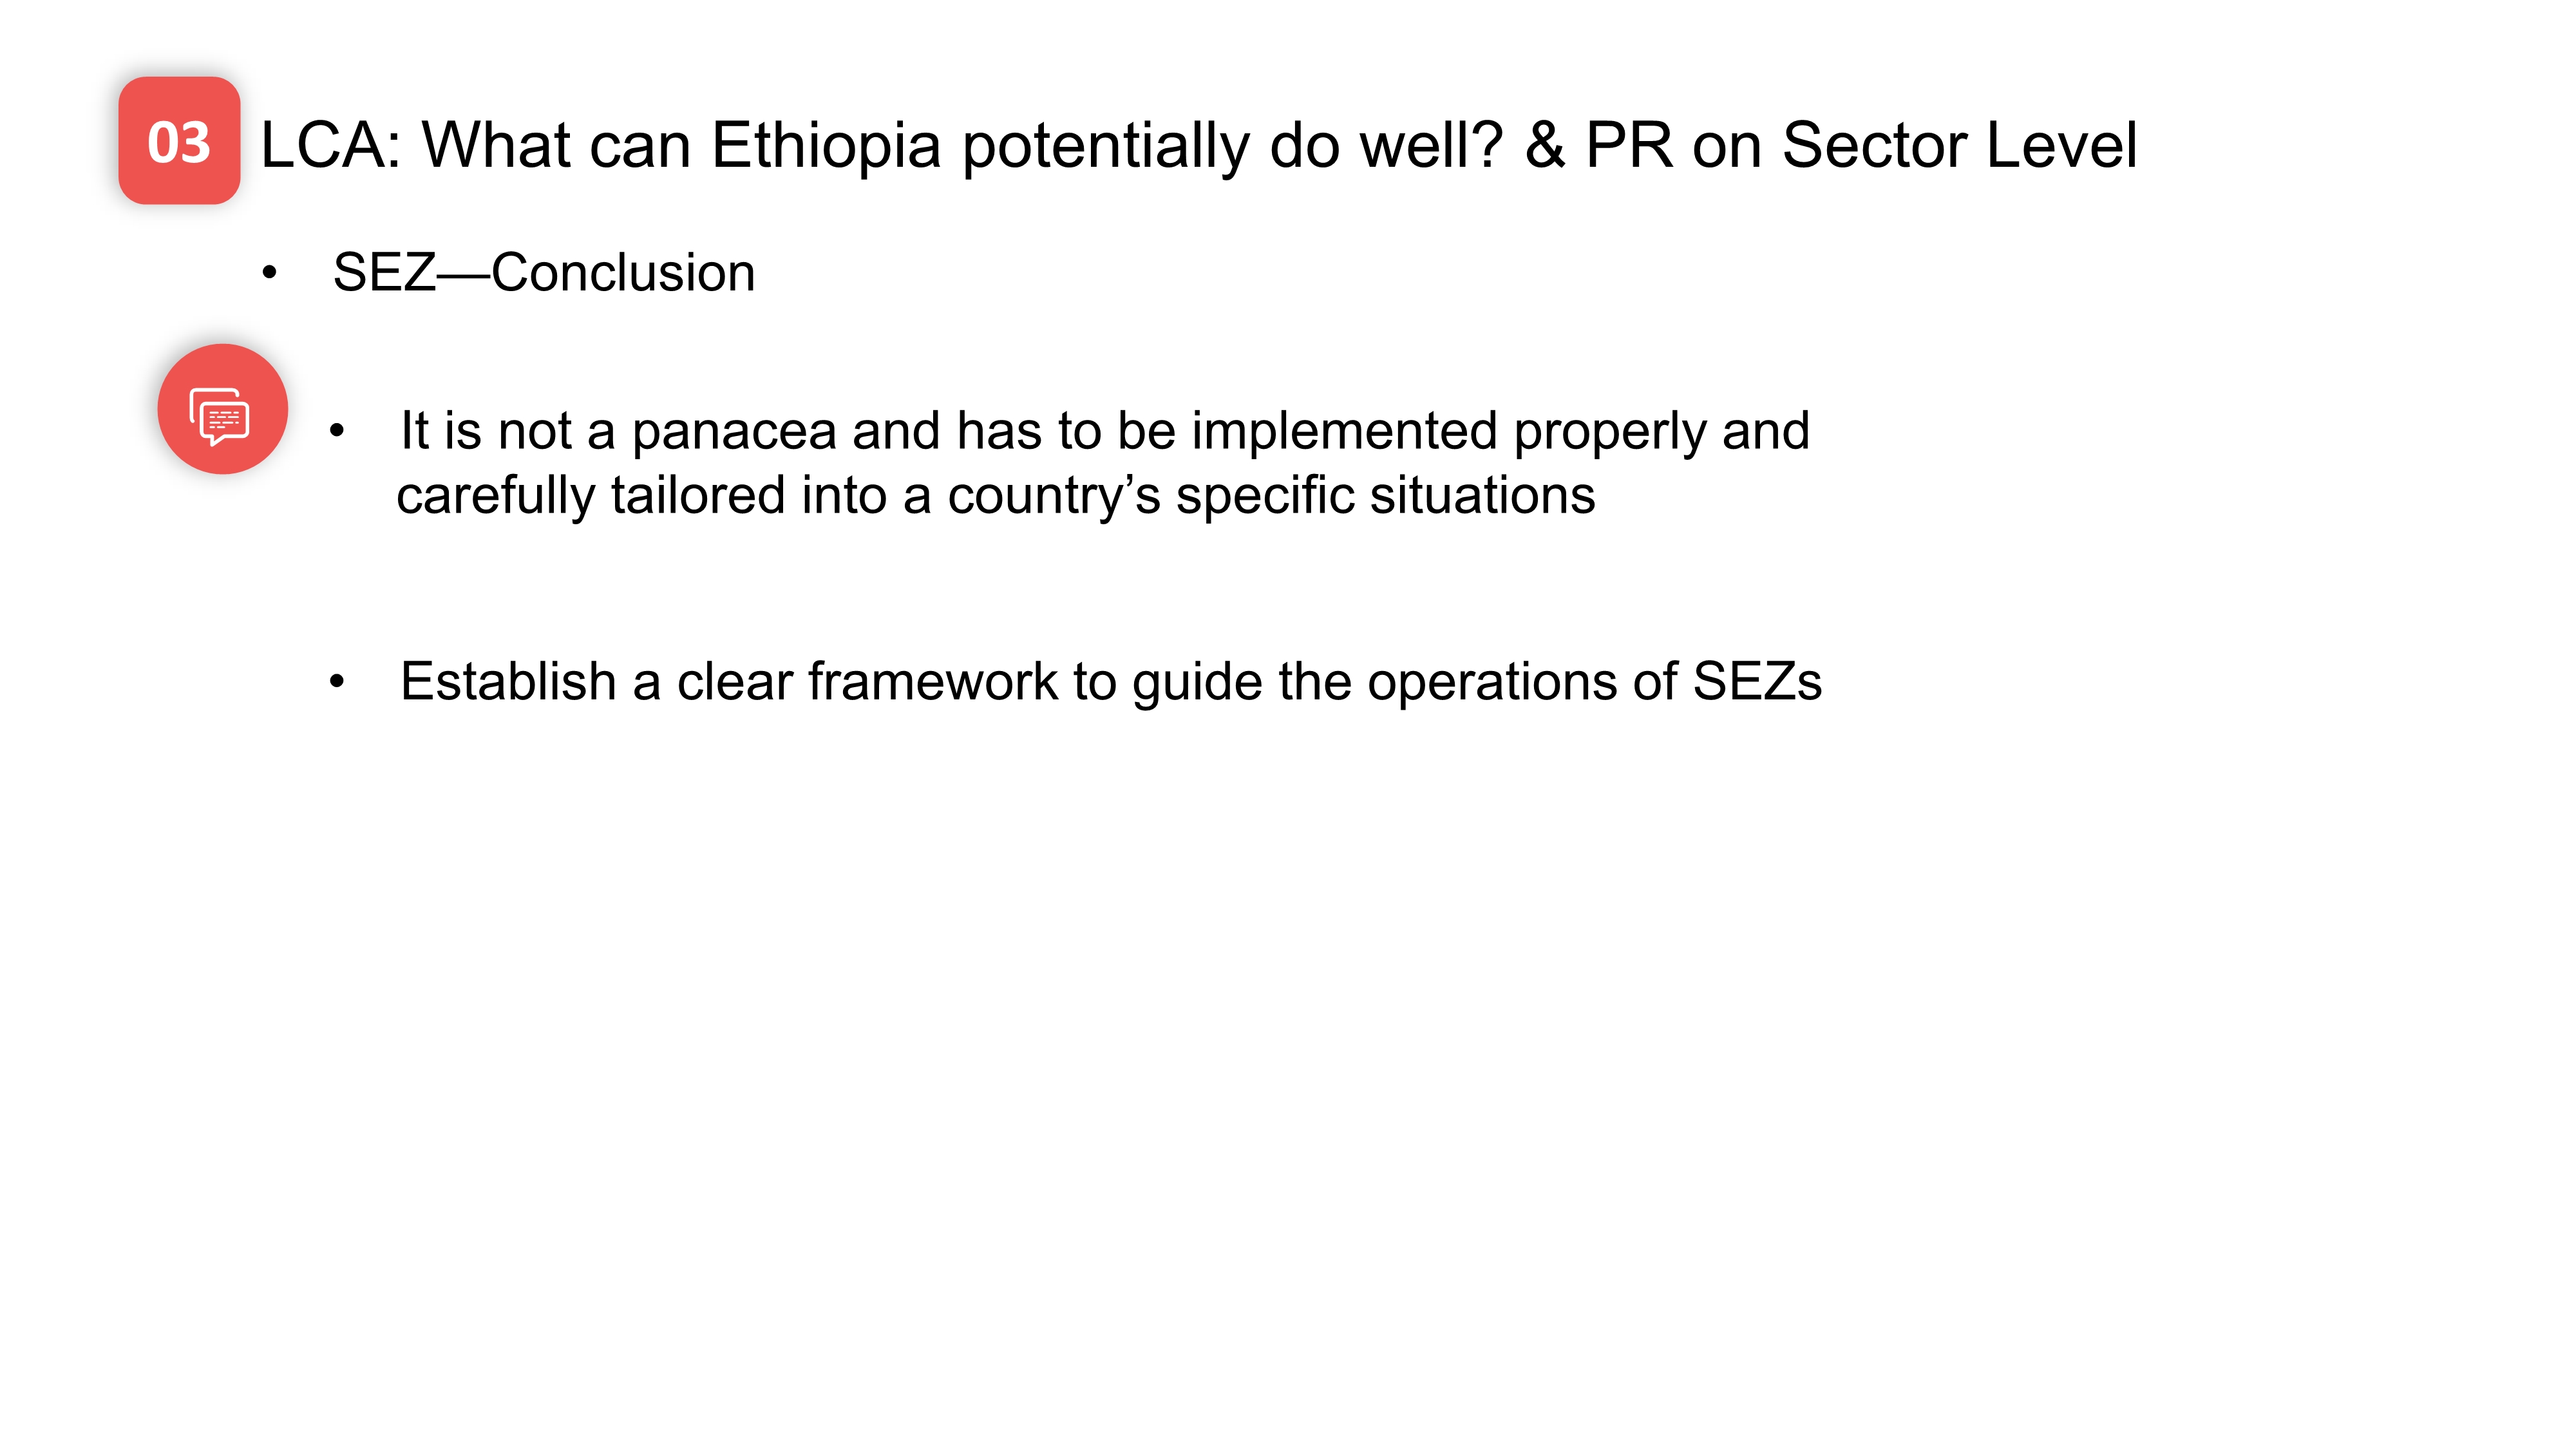 03
LCA: What can Ethiopia potentially do well? & PR on Sector Level
• SEZ—Conclusion
• It is not a panacea and has to be implemented properly and
carefully tailored into a country’s specific situations
• Establish a clear framework to guide the operations of SEZs